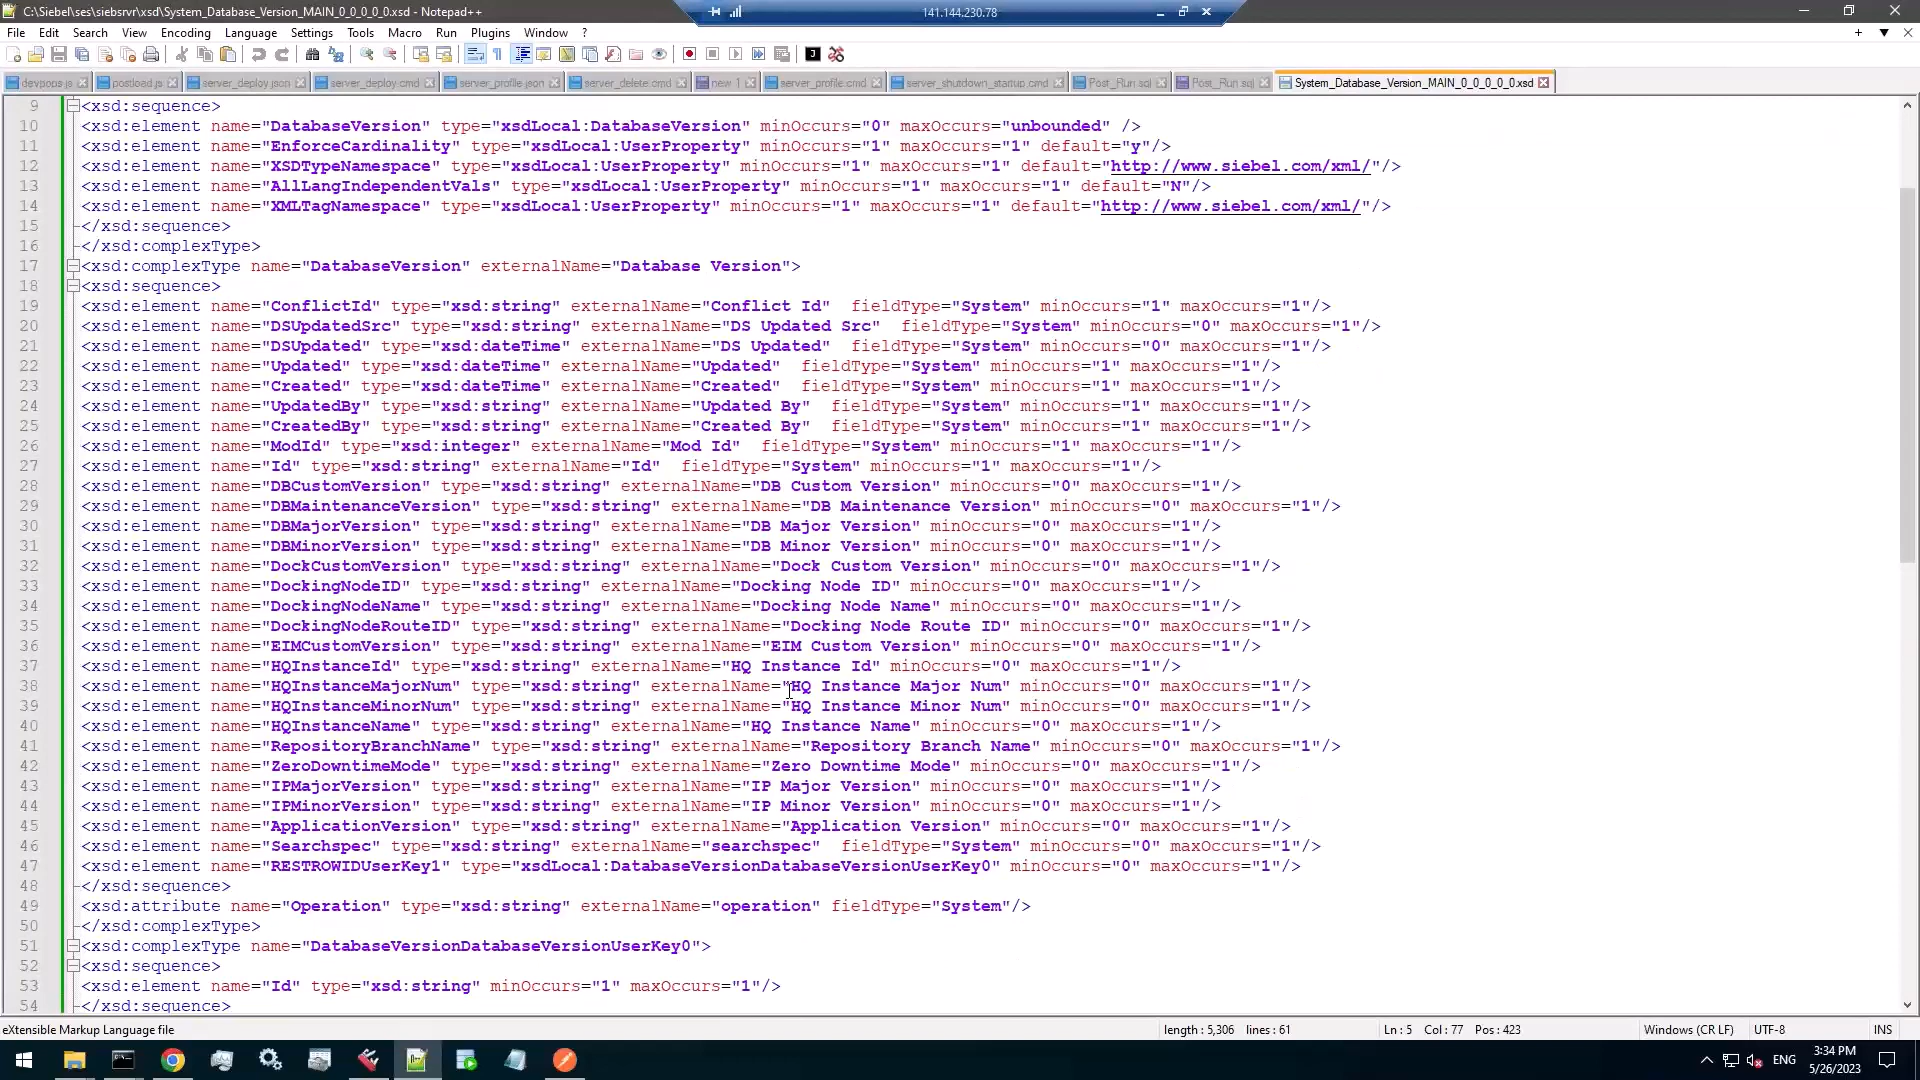 C:\Siebel\ses\siebsrvr\xsd\System_Database_Version_MAIN_0_0_0_0_0.xsd - Notepad++
141.144.230.78
File Edit Search View Encoding Language Settings Tools Macro Run Plugins Window ?
devpops.js postload.js server_deploy.json server_deploy.cmd server_profile.json server_delete.cmd new 1 server_profile.cmd server_shutdown_startup.cmd Post_Run.sql Post_Run.sql System_Database_Version_MAIN_0_0_0_0_0.xsd
9 <xsd:sequence>
10 <xsd:element name="DatabaseVersion" type="xsdLocal:DatabaseVersion" minOccurs="0" maxOccurs="unbounded" />
11 <xsd:element name="EnforceCardinality" type="xsdLocal:UserProperty" minOccurs="1" maxOccurs="1" default="y"/>
12 <xsd:element name="XSDTypeNamespace" type="xsdLocal:UserProperty" minOccurs="1" maxOccurs="1" default="http://www.siebel.com/xml/"/>
13 <xsd:element name="AllLangIndependentVals" type="xsdLocal:UserProperty" minOccurs="1" maxOccurs="1" default="N"/>
14 <xsd:element name="XMLTagNamespace" type="xsdLocal:UserProperty" minOccurs="1" maxOccurs="1" default="http://www.siebel.com/xml/"/>
15 </xsd:sequence>
16 </xsd:complexType>
17 <xsd:complexType name="DatabaseVersion" externalName="Database Version">
18 <xsd:sequence>
19 <xsd:element name="ConflictId" type="xsd:string" externalName="Conflict Id"  fieldType="System" minOccurs="1" maxOccurs="1"/>
20 <xsd:element name="DSUpdatedSrc" type="xsd:string" externalName="DS Updated Src"  fieldType="System" minOccurs="0" maxOccurs="1"/>
21 <xsd:element name="DSUpdated" type="xsd:dateTime" externalName="DS Updated"  fieldType="System" minOccurs="0" maxOccurs="1"/>
22 <xsd:element name="Updated" type="xsd:dateTime" externalName="Updated"  fieldType="System" minOccurs="1" maxOccurs="1"/>
23 <xsd:element name="Created" type="xsd:dateTime" externalName="Created"  fieldType="System" minOccurs="1" maxOccurs="1"/>
24 <xsd:element name="UpdatedBy" type="xsd:string" externalName="Updated By"  fieldType="System" minOccurs="1" maxOccurs="1"/>
25 <xsd:element name="CreatedBy" type="xsd:string" externalName="Created By"  fieldType="System" minOccurs="1" maxOccurs="1"/>
26 <xsd:element name="ModId" type="xsd:integer" externalName="Mod Id"  fieldType="System" minOccurs="1" maxOccurs="1"/>
27 <xsd:element name="Id" type="xsd:string" externalName="Id"  fieldType="System" minOccurs="1" maxOccurs="1"/>
28 <xsd:element name="DBCustomVersion" type="xsd:string" externalName="DB Custom Version" minOccurs="0" maxOccurs="1"/>
29 <xsd:element name="DBMaintenanceVersion" type="xsd:string" externalName="DB Maintenance Version" minOccurs="0" maxOccurs="1"/>
30 <xsd:element name="DBMajorVersion" type="xsd:string" externalName="DB Major Version" minOccurs="0" maxOccurs="1"/>
31 <xsd:element name="DBMinorVersion" type="xsd:string" externalName="DB Minor Version" minOccurs="0" maxOccurs="1"/>
32 <xsd:element name="DockCustomVersion" type="xsd:string" externalName="Dock Custom Version" minOccurs="0" maxOccurs="1"/>
33 <xsd:element name="DockingNodeID" type="xsd:string" externalName="Docking Node ID" minOccurs="0" maxOccurs="1"/>
34 <xsd:element name="DockingNodeName" type="xsd:string" externalName="Docking Node Name" minOccurs="0" maxOccurs="1"/>
35 <xsd:element name="DockingNodeRouteID" type="xsd:string" externalName="Docking Node Route ID" minOccurs="0" maxOccurs="1"/>
36 <xsd:element name="EIMCustomVersion" type="xsd:string" externalName="EIM Custom Version" minOccurs="0" maxOccurs="1"/>
37 <xsd:element name="HQInstanceId" type="xsd:string" externalName="HQ Instance Id" minOccurs="0" maxOccurs="1"/>
38 <xsd:element name="HQInstanceMajorNum" type="xsd:string" externalName="HQ Instance Major Num" minOccurs="0" maxOccurs="1"/>
39 <xsd:element name="HQInstanceMinorNum" type="xsd:string" externalName="HQ Instance Minor Num" minOccurs="0" maxOccurs="1"/>
40 <xsd:element name="HQInstanceName" type="xsd:string" externalName="HQ Instance Name" minOccurs="0" maxOccurs="1"/>
41 <xsd:element name="RepositoryBranchName" type="xsd:string" externalName="Repository Branch Name" minOccurs="0" maxOccurs="1"/>
42 <xsd:element name="ZeroDowntimeMode" type="xsd:string" externalName="Zero Downtime Mode" minOccurs="0" maxOccurs="1"/>
43 <xsd:element name="IPMajorVersion" type="xsd:string" externalName="IP Major Version" minOccurs="0" maxOccurs="1"/>
44 <xsd:element name="IPMinorVersion" type="xsd:string" externalName="IP Minor Version" minOccurs="0" maxOccurs="1"/>
45 <xsd:element name="ApplicationVersion" type="xsd:string" externalName="Application Version" minOccurs="0" maxOccurs="1"/>
46 <xsd:element name="Searchspec" type="xsd:string" externalName="searchspec"  fieldType="System" minOccurs="0" maxOccurs="1"/>
47 <xsd:element name="RESTROWIDUserKey1" type="xsdLocal:DatabaseVersionDatabaseVersionUserKey0" minOccurs="0" maxOccurs="1"/>
48 </xsd:sequence>
49 <xsd:attribute name="Operation" type="xsd:string" externalName="operation" fieldType="System"/>
50 </xsd:complexType>
51 <xsd:complexType name="DatabaseVersionDatabaseVersionUserKey0">
52 <xsd:sequence>
53 <xsd:element name="Id" type="xsd:string" minOccurs="1" maxOccurs="1"/>
54 </xsd:sequence>
eXtensible Markup Language file length : 5,306 lines : 61 Ln : 5 Col : 77 Pos : 423 Windows (CR LF) UTF-8 INS
ENG
3:34 PM
5/26/2023